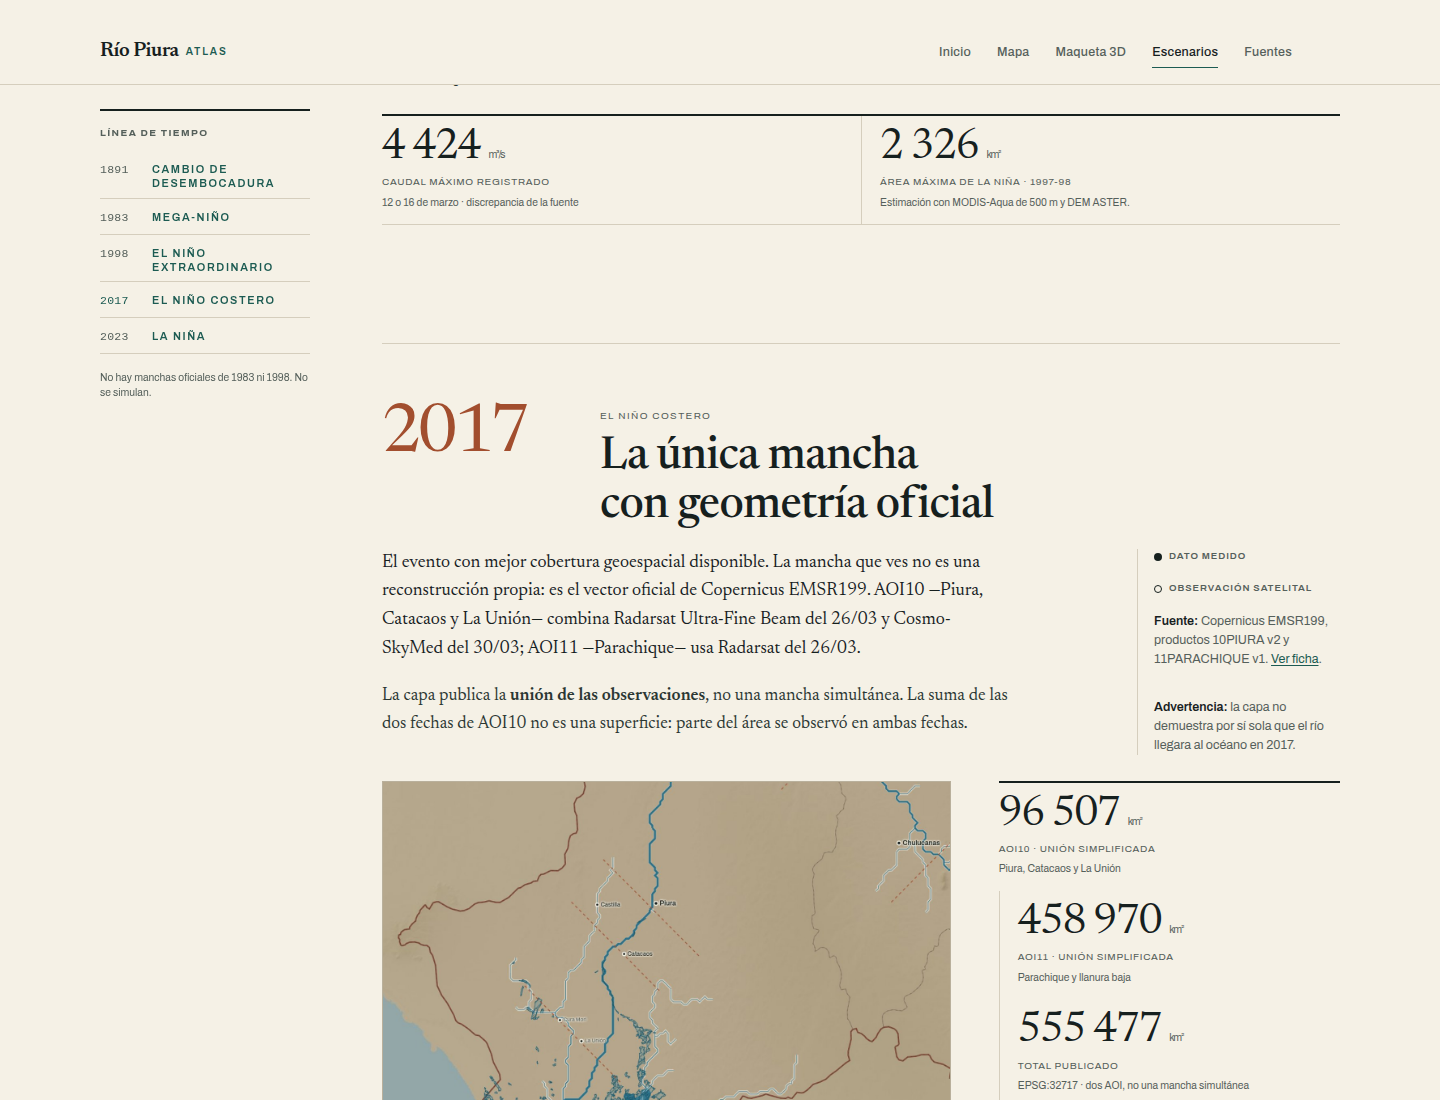 Río Piura ATLAS
Inicio Mapa Maqueta 3D Escenarios Fuentes
LÍNEA DE TIEMPO
1891 CAMBIO DE
DESEMBOCADURA
1983 MEGA-NIÑO
1998 EL NIÑO
EXTRAORDINARIO
2017 EL NIÑO COSTERO
2023 LA NIÑA
No hay manchas oficiales de 1983 ni 1998. No
se simulan.
4 424 m³/s
CAUDAL MÁXIMO REGISTRADO
12 o 16 de marzo · discrepancia de la fuente
2 326 km²
ÁREA MÁXIMA DE LA NIÑA · 1997-98
Estimación con MODIS-Aqua de 500 m y DEM ASTER.
2017
EL NIÑO COSTERO
La única mancha
con geometría oficial
El evento con mejor cobertura geoespacial disponible. La mancha que ves no es una
reconstrucción propia: es el vector oficial de Copernicus EMSR199. AOI10 —Piura,
Catacaos y La Unión— combina Radarsat Ultra-Fine Beam del 26/03 y Cosmo-
SkyMed del 30/03; AOI11 —Parachique— usa Radarsat del 26/03.
La capa publica la unión de las observaciones, no una mancha simultánea. La suma de las
dos fechas de AOI10 no es una superficie: parte del área se observó en ambas fechas.
DATO MEDIDO
OBSERVACIÓN SATELITAL
Fuente: Copernicus EMSR199,
productos 10PIURA v2 y
11PARACHIQUE v1. Ver ficha.
Advertencia: la capa no
demuestra por sí sola que el río
llegara al océano en 2017.
Chulucanas
Castilla
Piura
Catacaos
96 507 km²
AOI10 · UNIÓN SIMPLIFICADA
Piura, Catacaos y La Unión
458 970 km²
AOI11 · UNIÓN SIMPLIFICADA
Parachique y llanura baja
555 477 km²
TOTAL PUBLICADO
EPSG:32717 · dos AOI, no una mancha simultánea